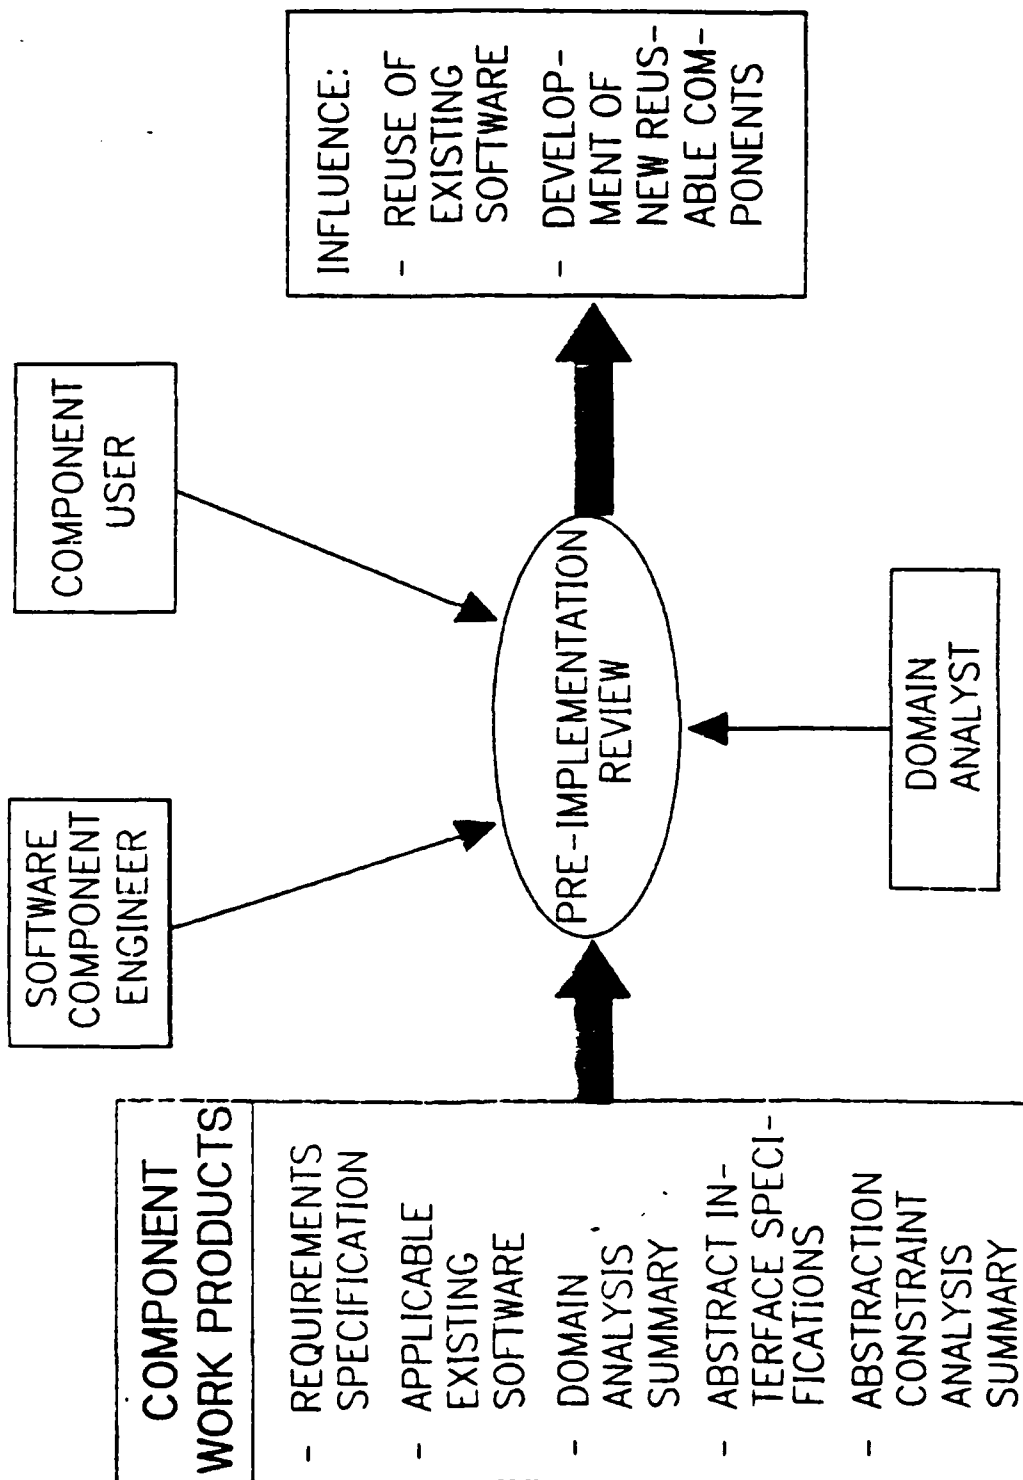 COMPONENT
WORK PRODUCTS
- REQUIREMENTS
SPECIFICATION
- APPLICABLE
EXISTING
SOFTWARE
- DOMAIN
ANALYSIS
SUMMARY
- ABSTRACT IN-
TERFACE SPECI-
FICATIONS
- ABSTRACTION
CONSTRAINT
ANALYSIS
SUMMARY
SOFTWARE
COMPONENT
ENGINEER
COMPONENT
USER
PRE-IMPLEMENTATION
REVIEW
DOMAIN
ANALYST
INFLUENCE:
- REUSE OF
EXISTING
SOFTWARE
- DEVELOP-
MENT OF
NEW REUS-
ABLE COM-
PONENTS